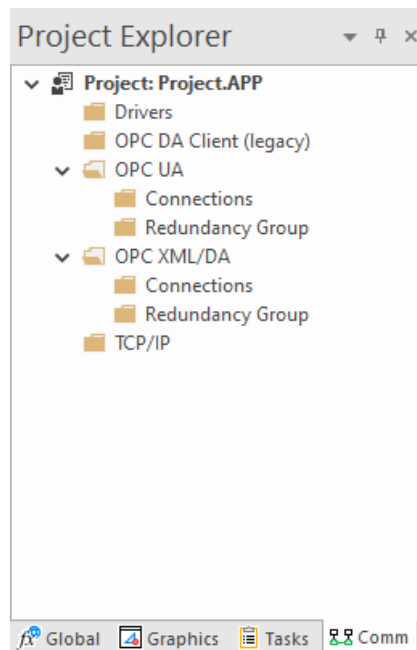 Project Explorer
Project: Project.APP
Drivers
OPC DA Client (legacy)
OPC UA
Connections
Redundancy Group
OPC XML/DA
Connections
Redundancy Group
TCP/IP
fx Global Graphics Tasks Comm